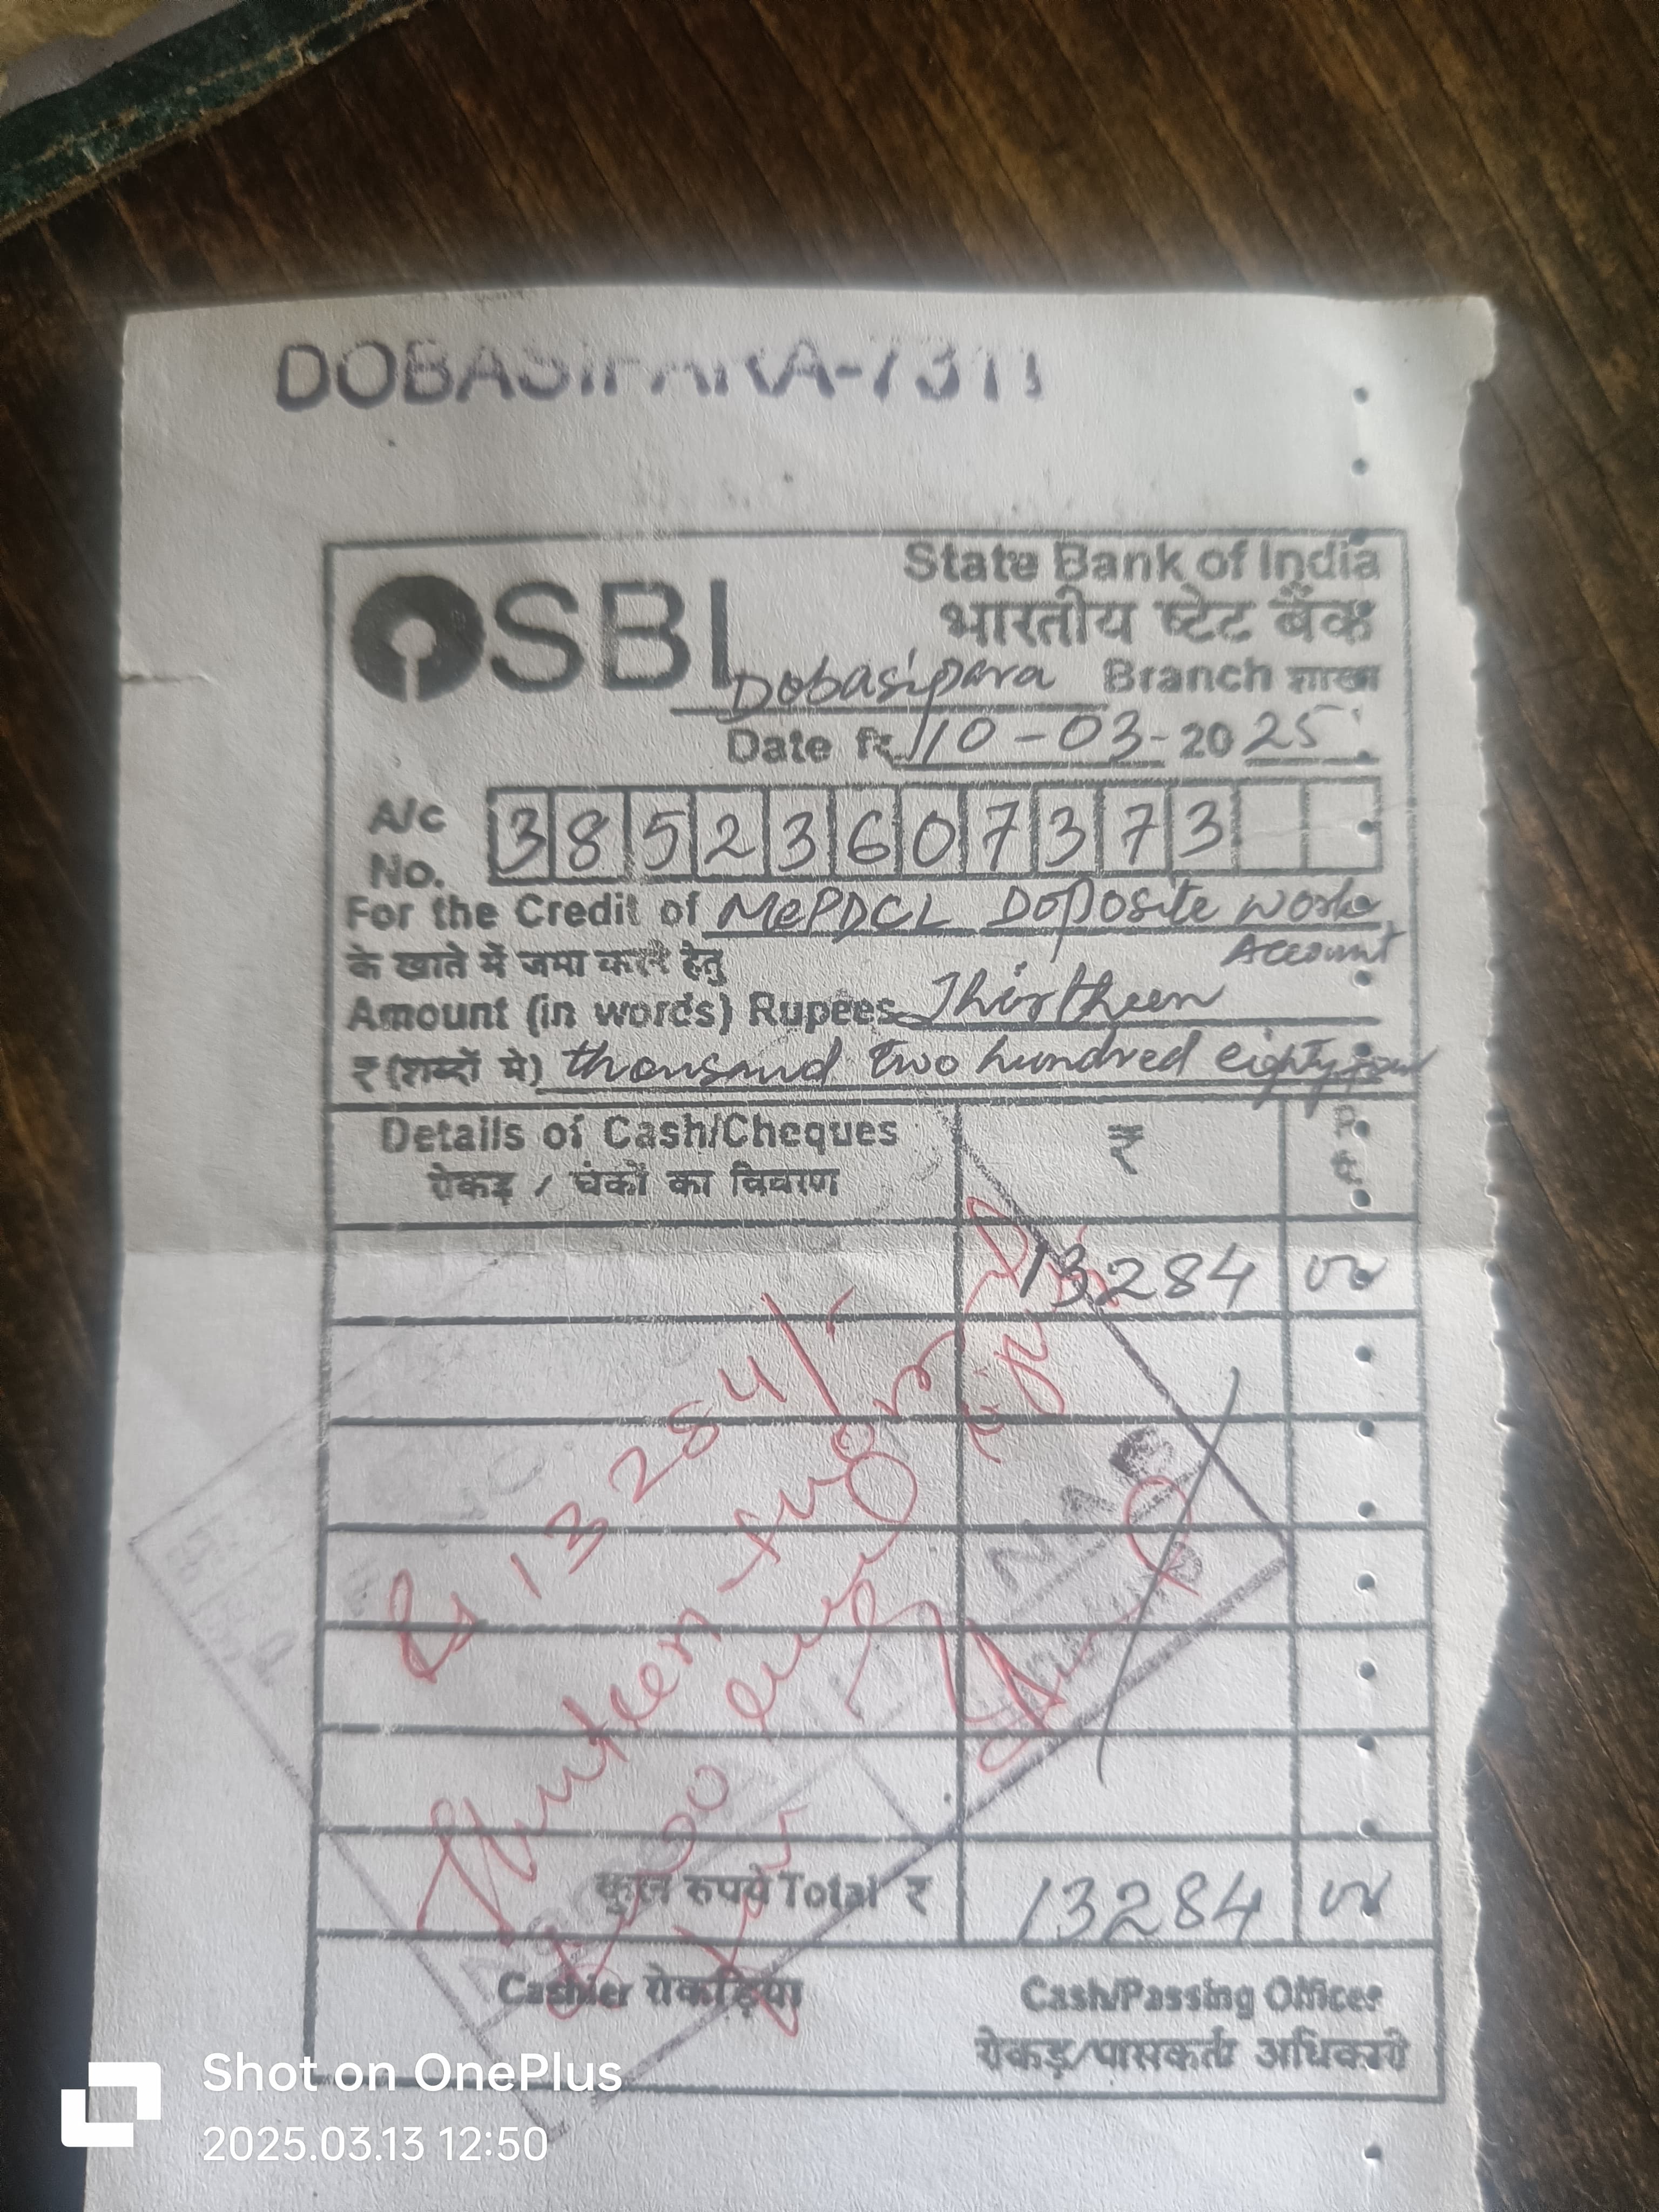 DOBASIPARA-7311
SBI
State Bank of India
भारतीय स्टेट बैंक
Dobasipara Branch शाखा
Date दि. 10-03-2025
A/c No. 38523607373
For the Credit of MePDCL Doposite work
Account
के खाते में जमा करने हेतु
Amount (in words) Rupees Thirtheen
₹ (शब्दों में) thousand two hundred eighty four
Details of Cash/Cheques ₹ P.
रोकड़ / चेकों का विवरण पै.
13284
Rs 13284/-
Thirteen
NAME
कुल रुपये Total ₹ 13284
Cashier रोकड़िया
Cash/Passing Officer
रोकड़/पासकर्ता अधिकारी
Shot on OnePlus
2025.03.13 12:50